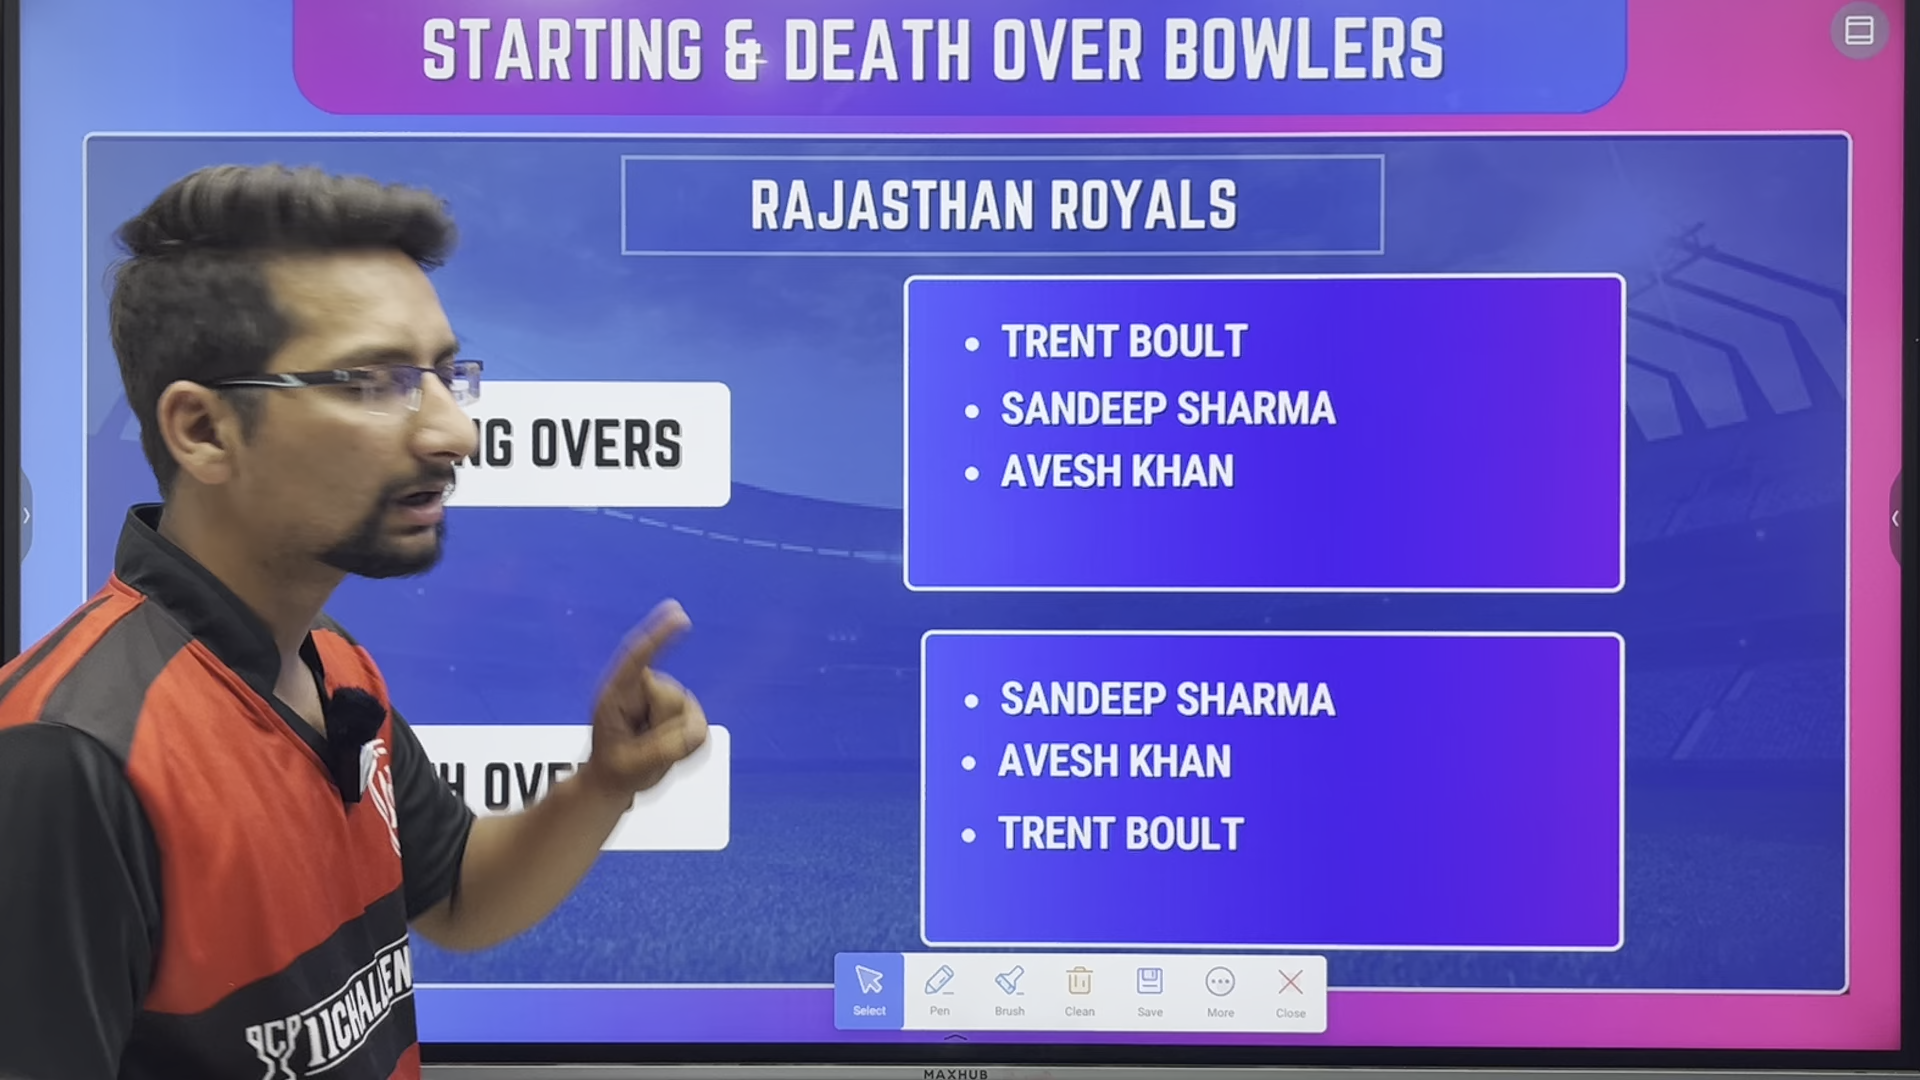 STARTING & DEATH OVER BOWLERS
RAJASTHAN ROYALS
OVERS
• TRENT BOULT
• SANDEEP SHARMA
• AVESH KHAN
• SANDEEP SHARMA
• AVESH KHAN
• TRENT BOULT
Select Pen Brush Clean Save More Close
MAXHUB